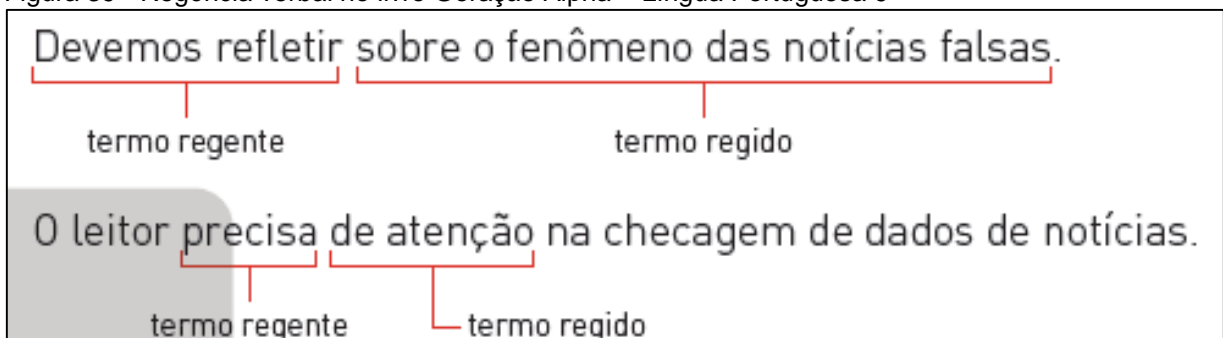 Devemos refletir sobre o fenômeno das notícias falsas.
termo regente termo regido
O leitor precisa de atenção na checagem de dados de notícias.
termo regente termo regido